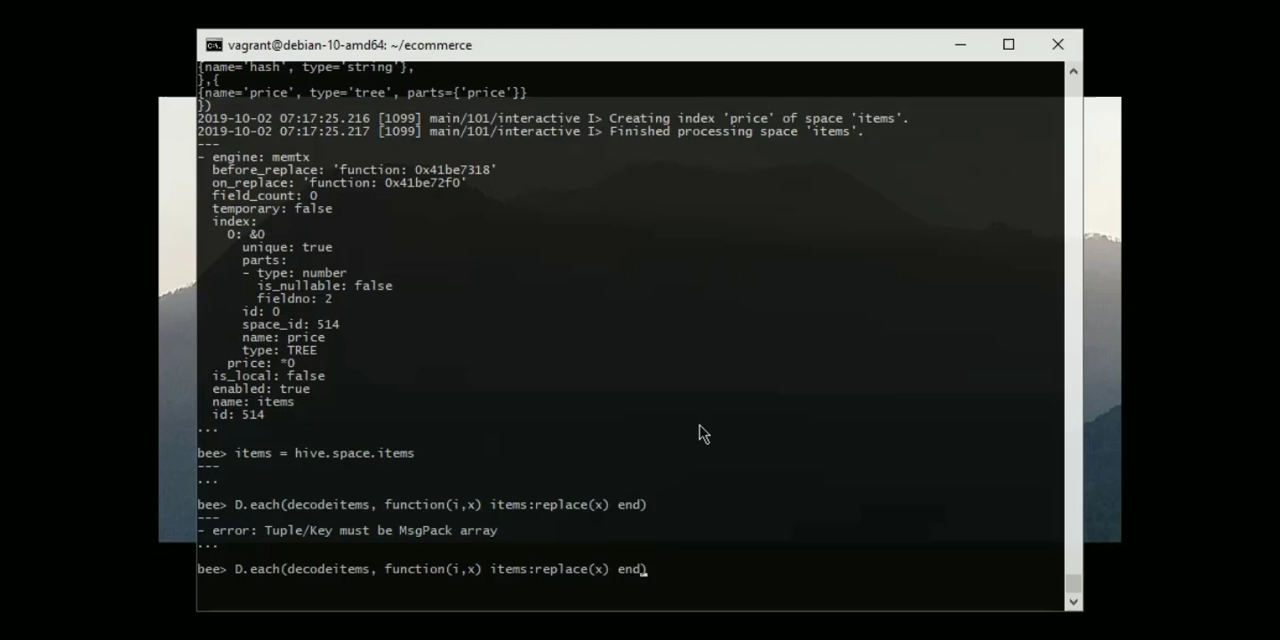 vagrant@debian-10-amd64: ~/ecommerce
{name='hash', type='string'},
},{
{name='price', type='tree', parts={'price'}}
})
2019-10-02 07:17:25.216 [1099] main/101/interactive I> Creating index 'price' of space 'items'.
2019-10-02 07:17:25.217 [1099] main/101/interactive I> Finished processing space 'items'.
---
- engine: memtx
before_replace: 'function: 0x41be7318'
on_replace: 'function: 0x41be72f0'
field_count: 0
temporary: false
index:
0: &0
unique: true
parts:
- type: number
is_nullable: false
fieldno: 2
id: 0
space_id: 514
name: price
type: TREE
price: *0
is_local: false
enabled: true
name: items
id: 514
...
bee> items = hive.space.items
---
...
bee> D.each(decodeitems, function(i,x) items:replace(x) end)
---
- error: Tuple/Key must be MsgPack array
...
bee> D.each(decodeitems, function(i,x) items:replace(x) end)